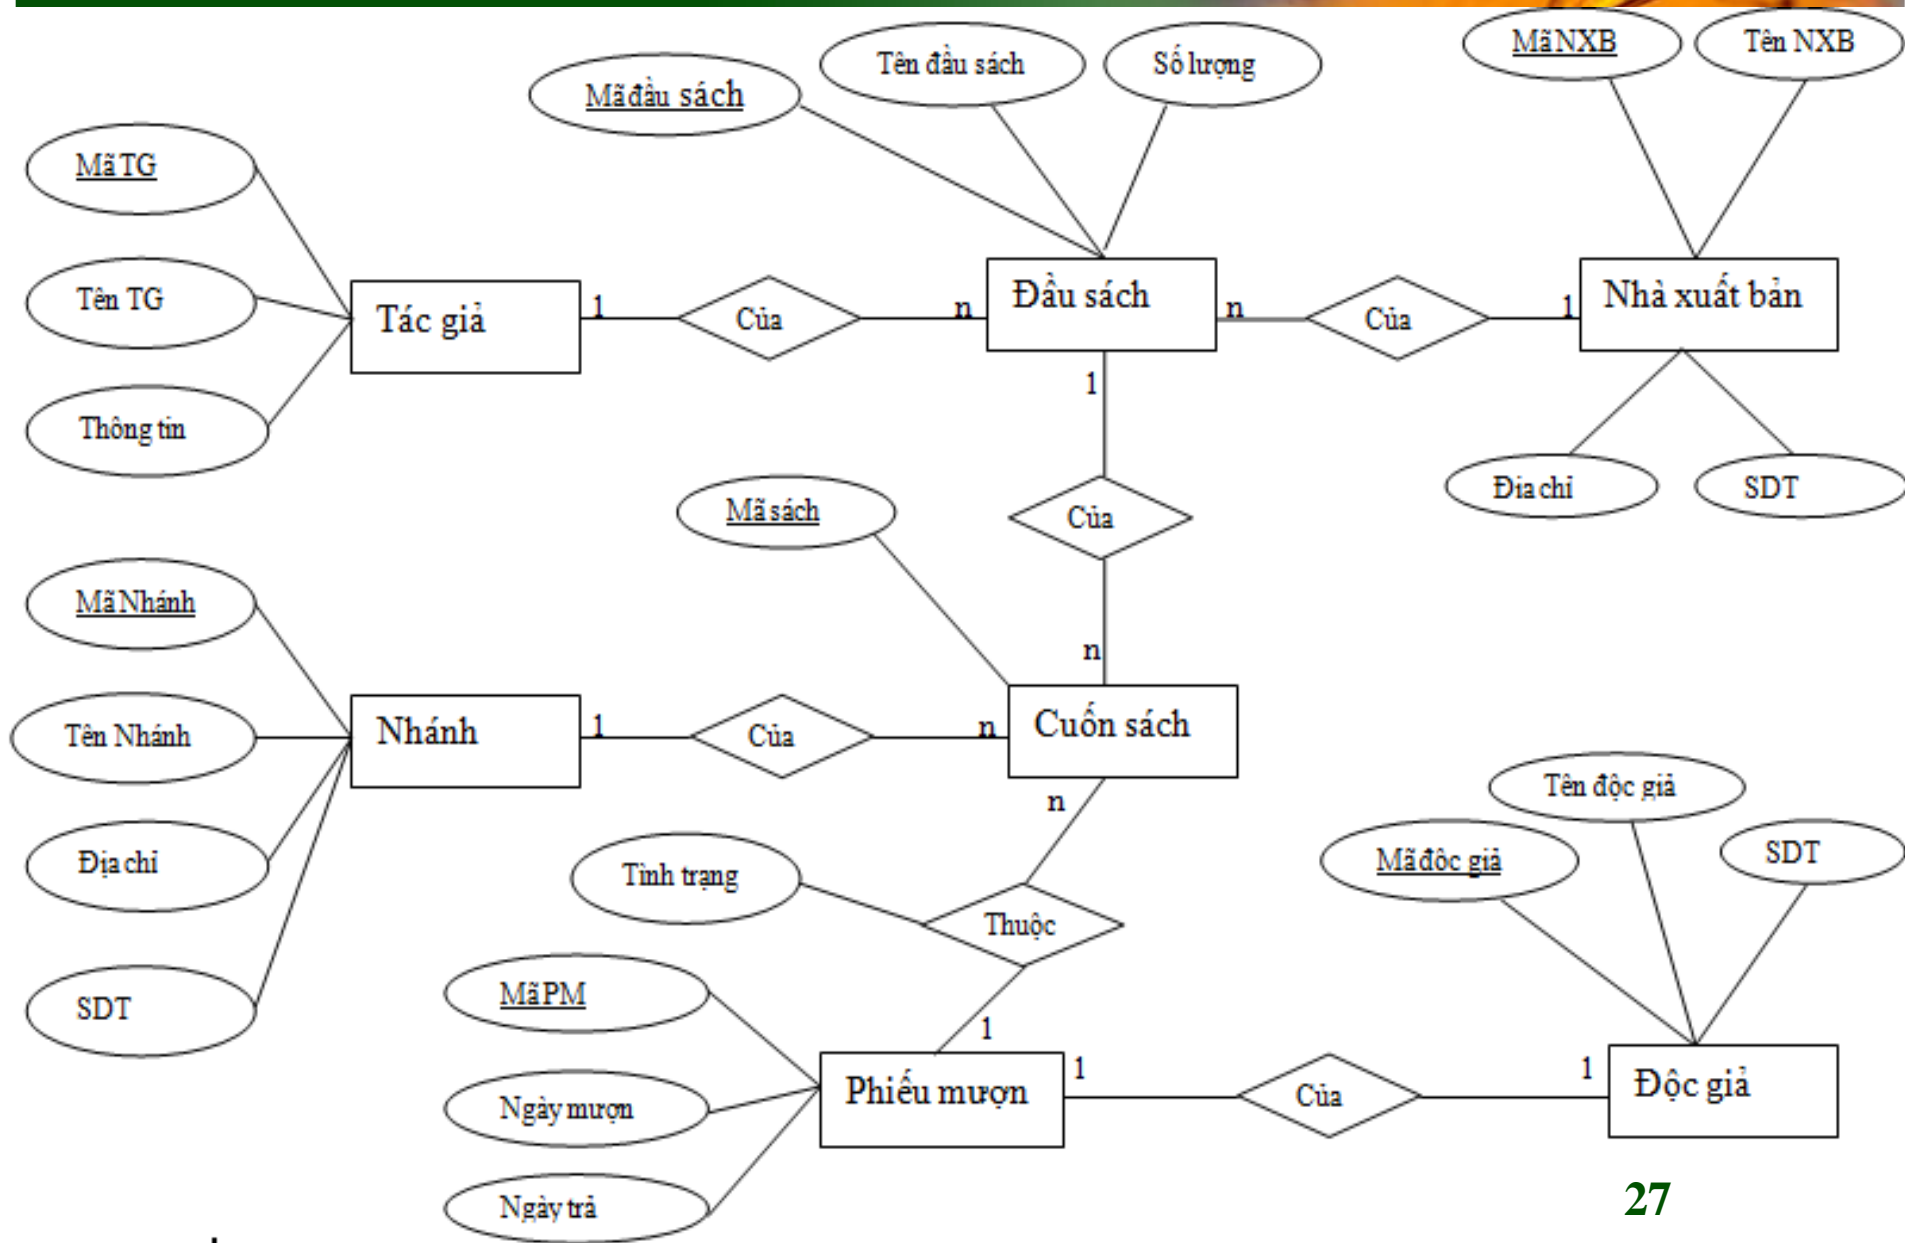 Mã đầu sách
Tên đầu sách
Số lượng
Mã NXB
Tên NXB
Mã TG
Tên TG
Thông tin
Tác giả
1
Của
n
Đầu sách
n
Của
1
Nhà xuất bản
1
Đia chỉ
SDT
Của
Mã sách
n
Mã Nhánh
Tên Nhánh
Địa chỉ
SDT
Nhánh
1
Của
n
Cuốn sách
n
Tình trạng
Thuộc
1
Tên độc giả
Mã đôc giả
SDT
Mã PM
Ngày mượn
Ngày trả
Phiếu mượn
1
Của
1
Độc giả
27